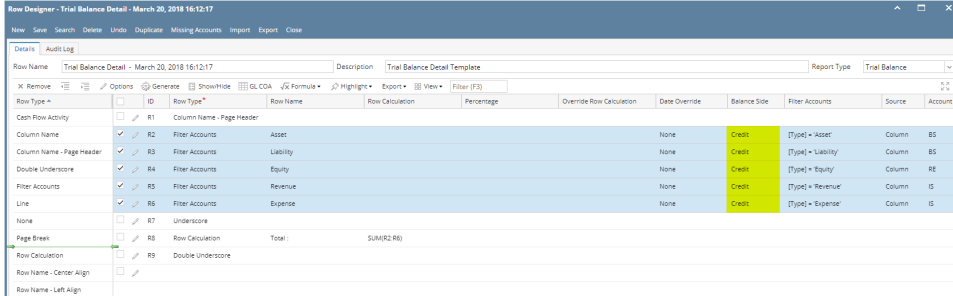 Row Designer - Trial Balance Detail - March 20, 2018 16:12:17
New Save Search Delete Undo Duplicate Missing Accounts Import Export Close
Details Audit Log
Row Name Trial Balance Detail - March 20, 2018 16:12:17 Description Trial Balance Detail Template Report Type Trial Balance
Remove Options Generate Show/Hide GL COA Formula Highlight Export View Filter (F3)
Row Type ID Row Type* Row Name Row Calculation Percentage Override Row Calculation Date Override Balance Side Filter Accounts Source Account
Cash Flow Activity R1 Column Name - Page Header
Column Name R2 Filter Accounts Asset None Credit [Type] = 'Asset' Column BS
Column Name - Page Header R3 Filter Accounts Liability None Credit [Type] = 'Liability' Column BS
Double Underscore R4 Filter Accounts Equity None Credit [Type] = 'Equity' Column RE
Filter Accounts R5 Filter Accounts Revenue None Credit [Type] = 'Revenue' Column IS
Line R6 Filter Accounts Expense None Credit [Type] = 'Expense' Column IS
None R7 Underscore
Page Break R8 Row Calculation Total : SUM(R2:R6)
Row Calculation R9 Double Underscore
Row Name - Center Align
Row Name - Left Align